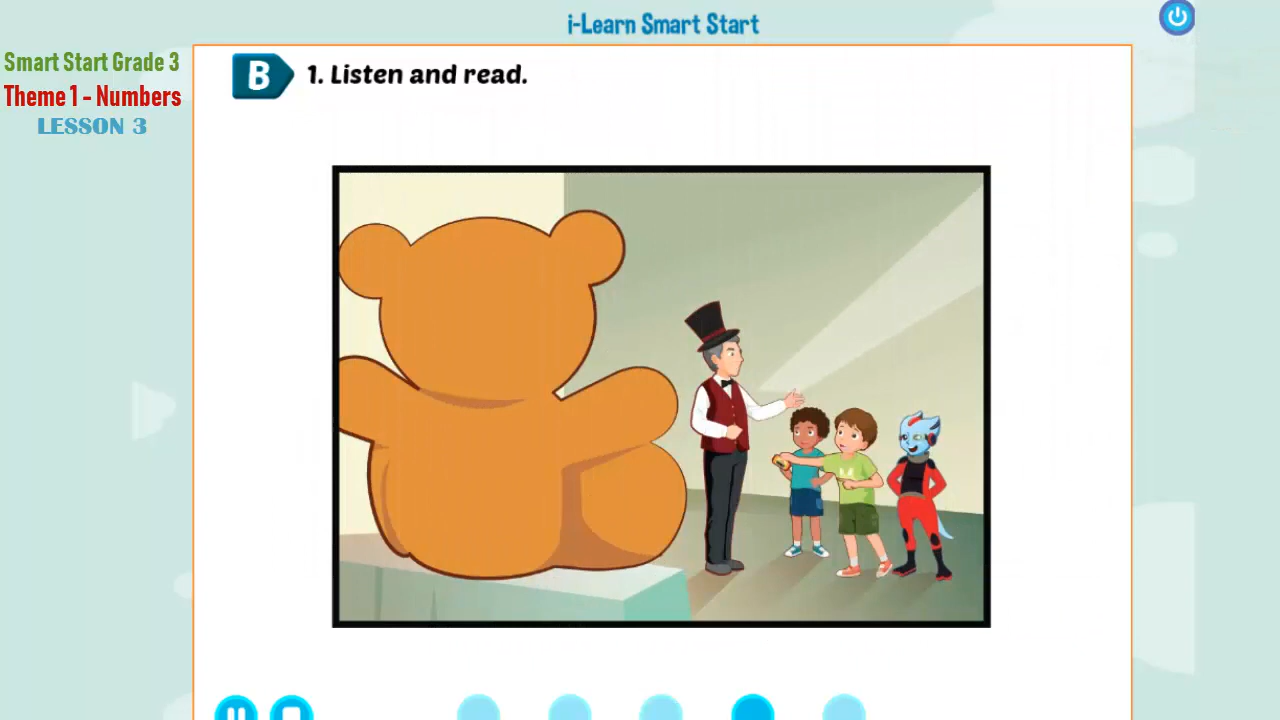 i-Learn Smart Start
Smart Start Grade 3
Theme 1 - Numbers
LESSON 3
B 1. Listen and read.